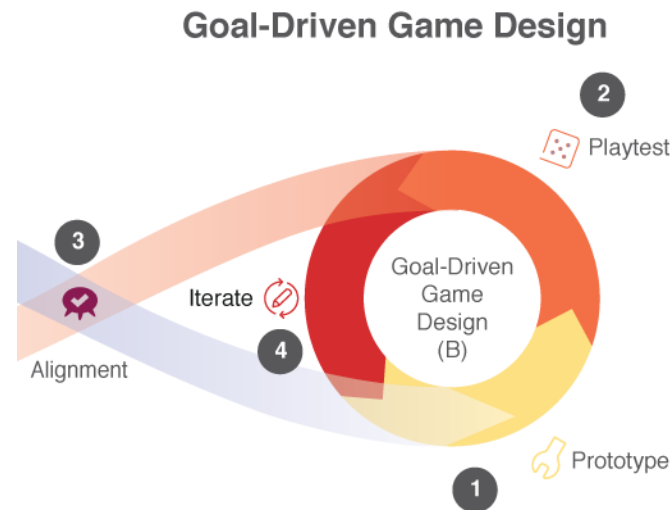 Goal-Driven Game Design
2
Playtest
3
Iterate
Goal-Driven
Game
Design
(B)
4
Alignment
Prototype
1